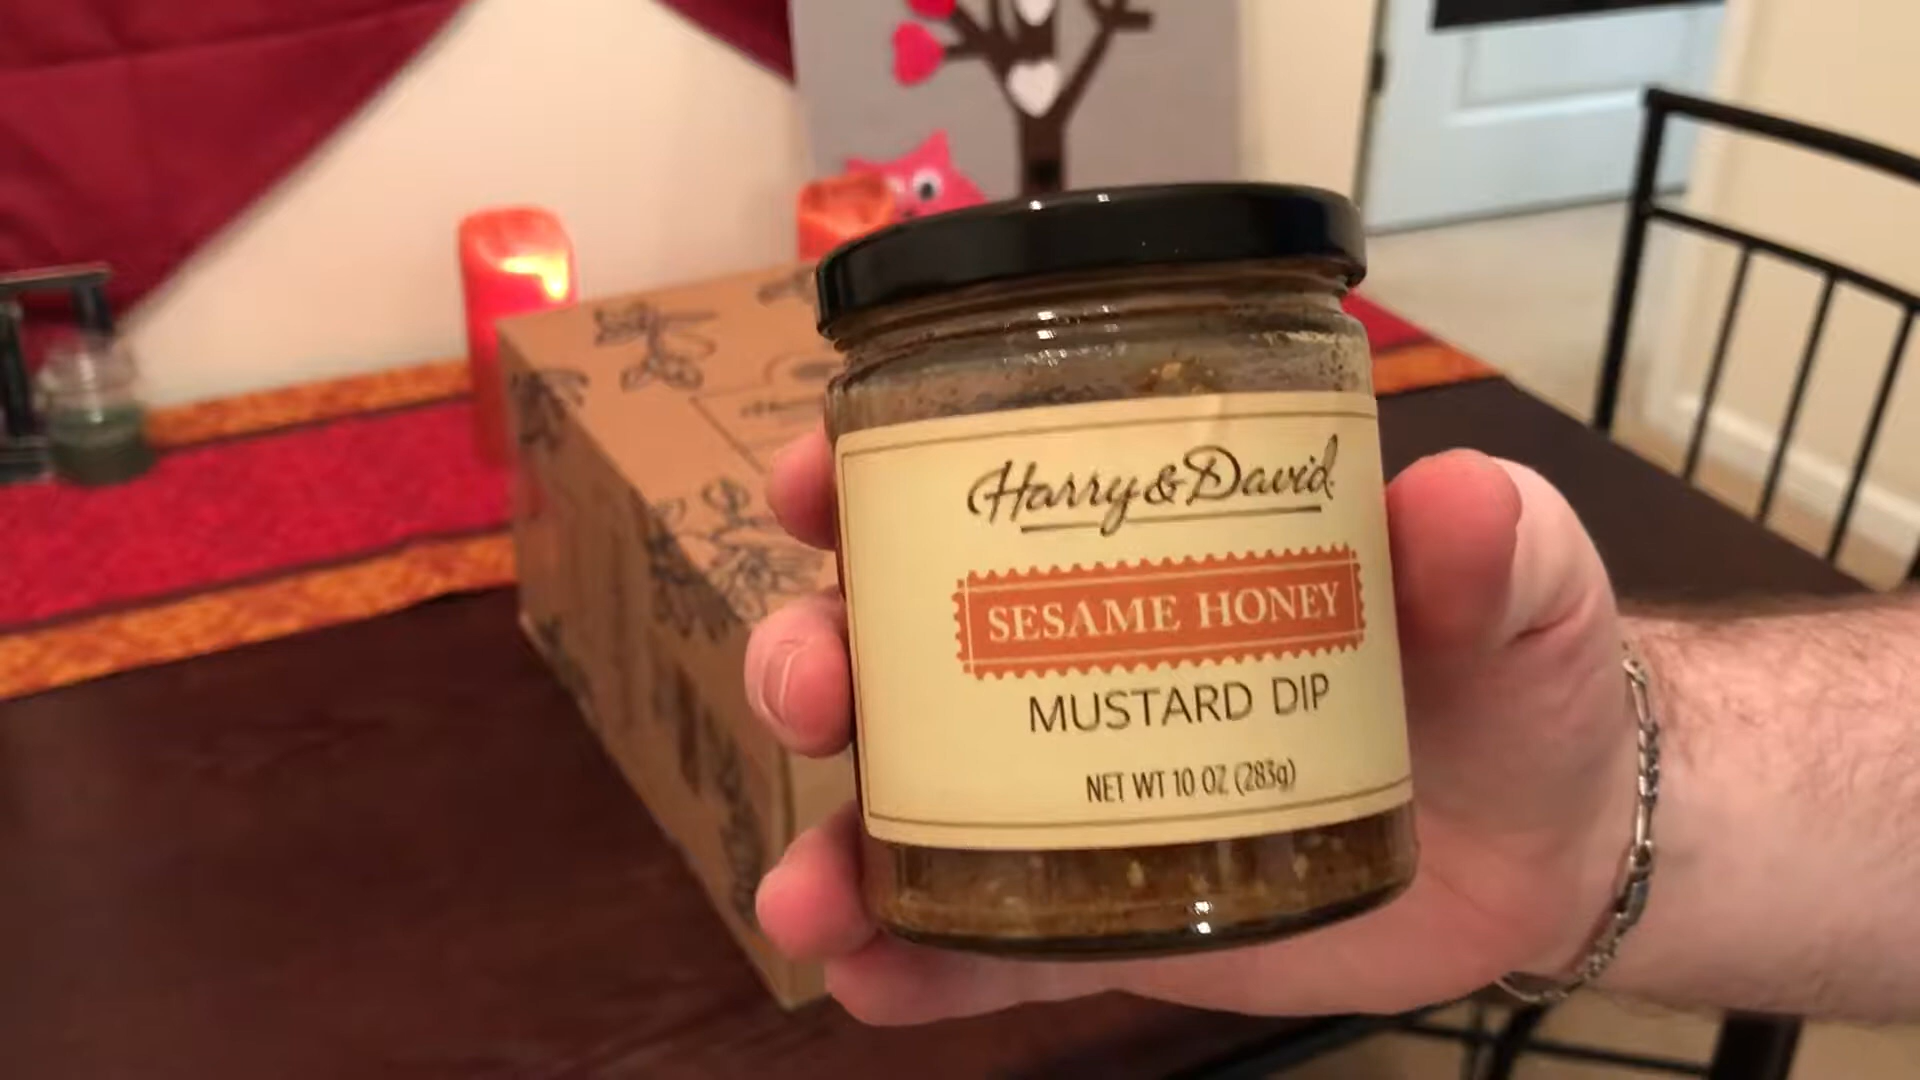 Harry & David
SESAME HONEY
MUSTARD DIP
NET WT 10 OZ (283g)